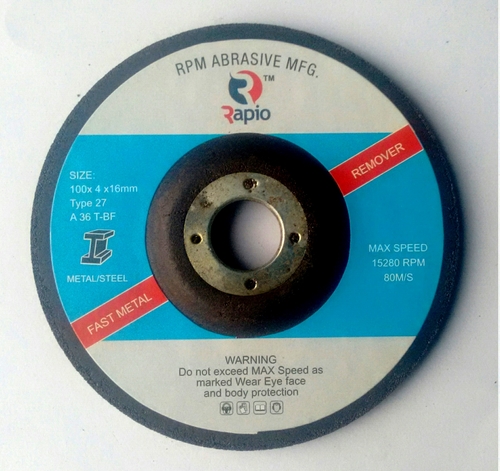 RPM ABRASIVE MFG.
TM
Rapio
REMOVER
SIZE:
100x 4 x16mm
Type 27
A 36 T-BF
METAL/STEEL
MAX SPEED
15280 RPM
80M/S
FAST METAL
WARNING
Do not exceed MAX Speed as
marked Wear Eye face
and body protection